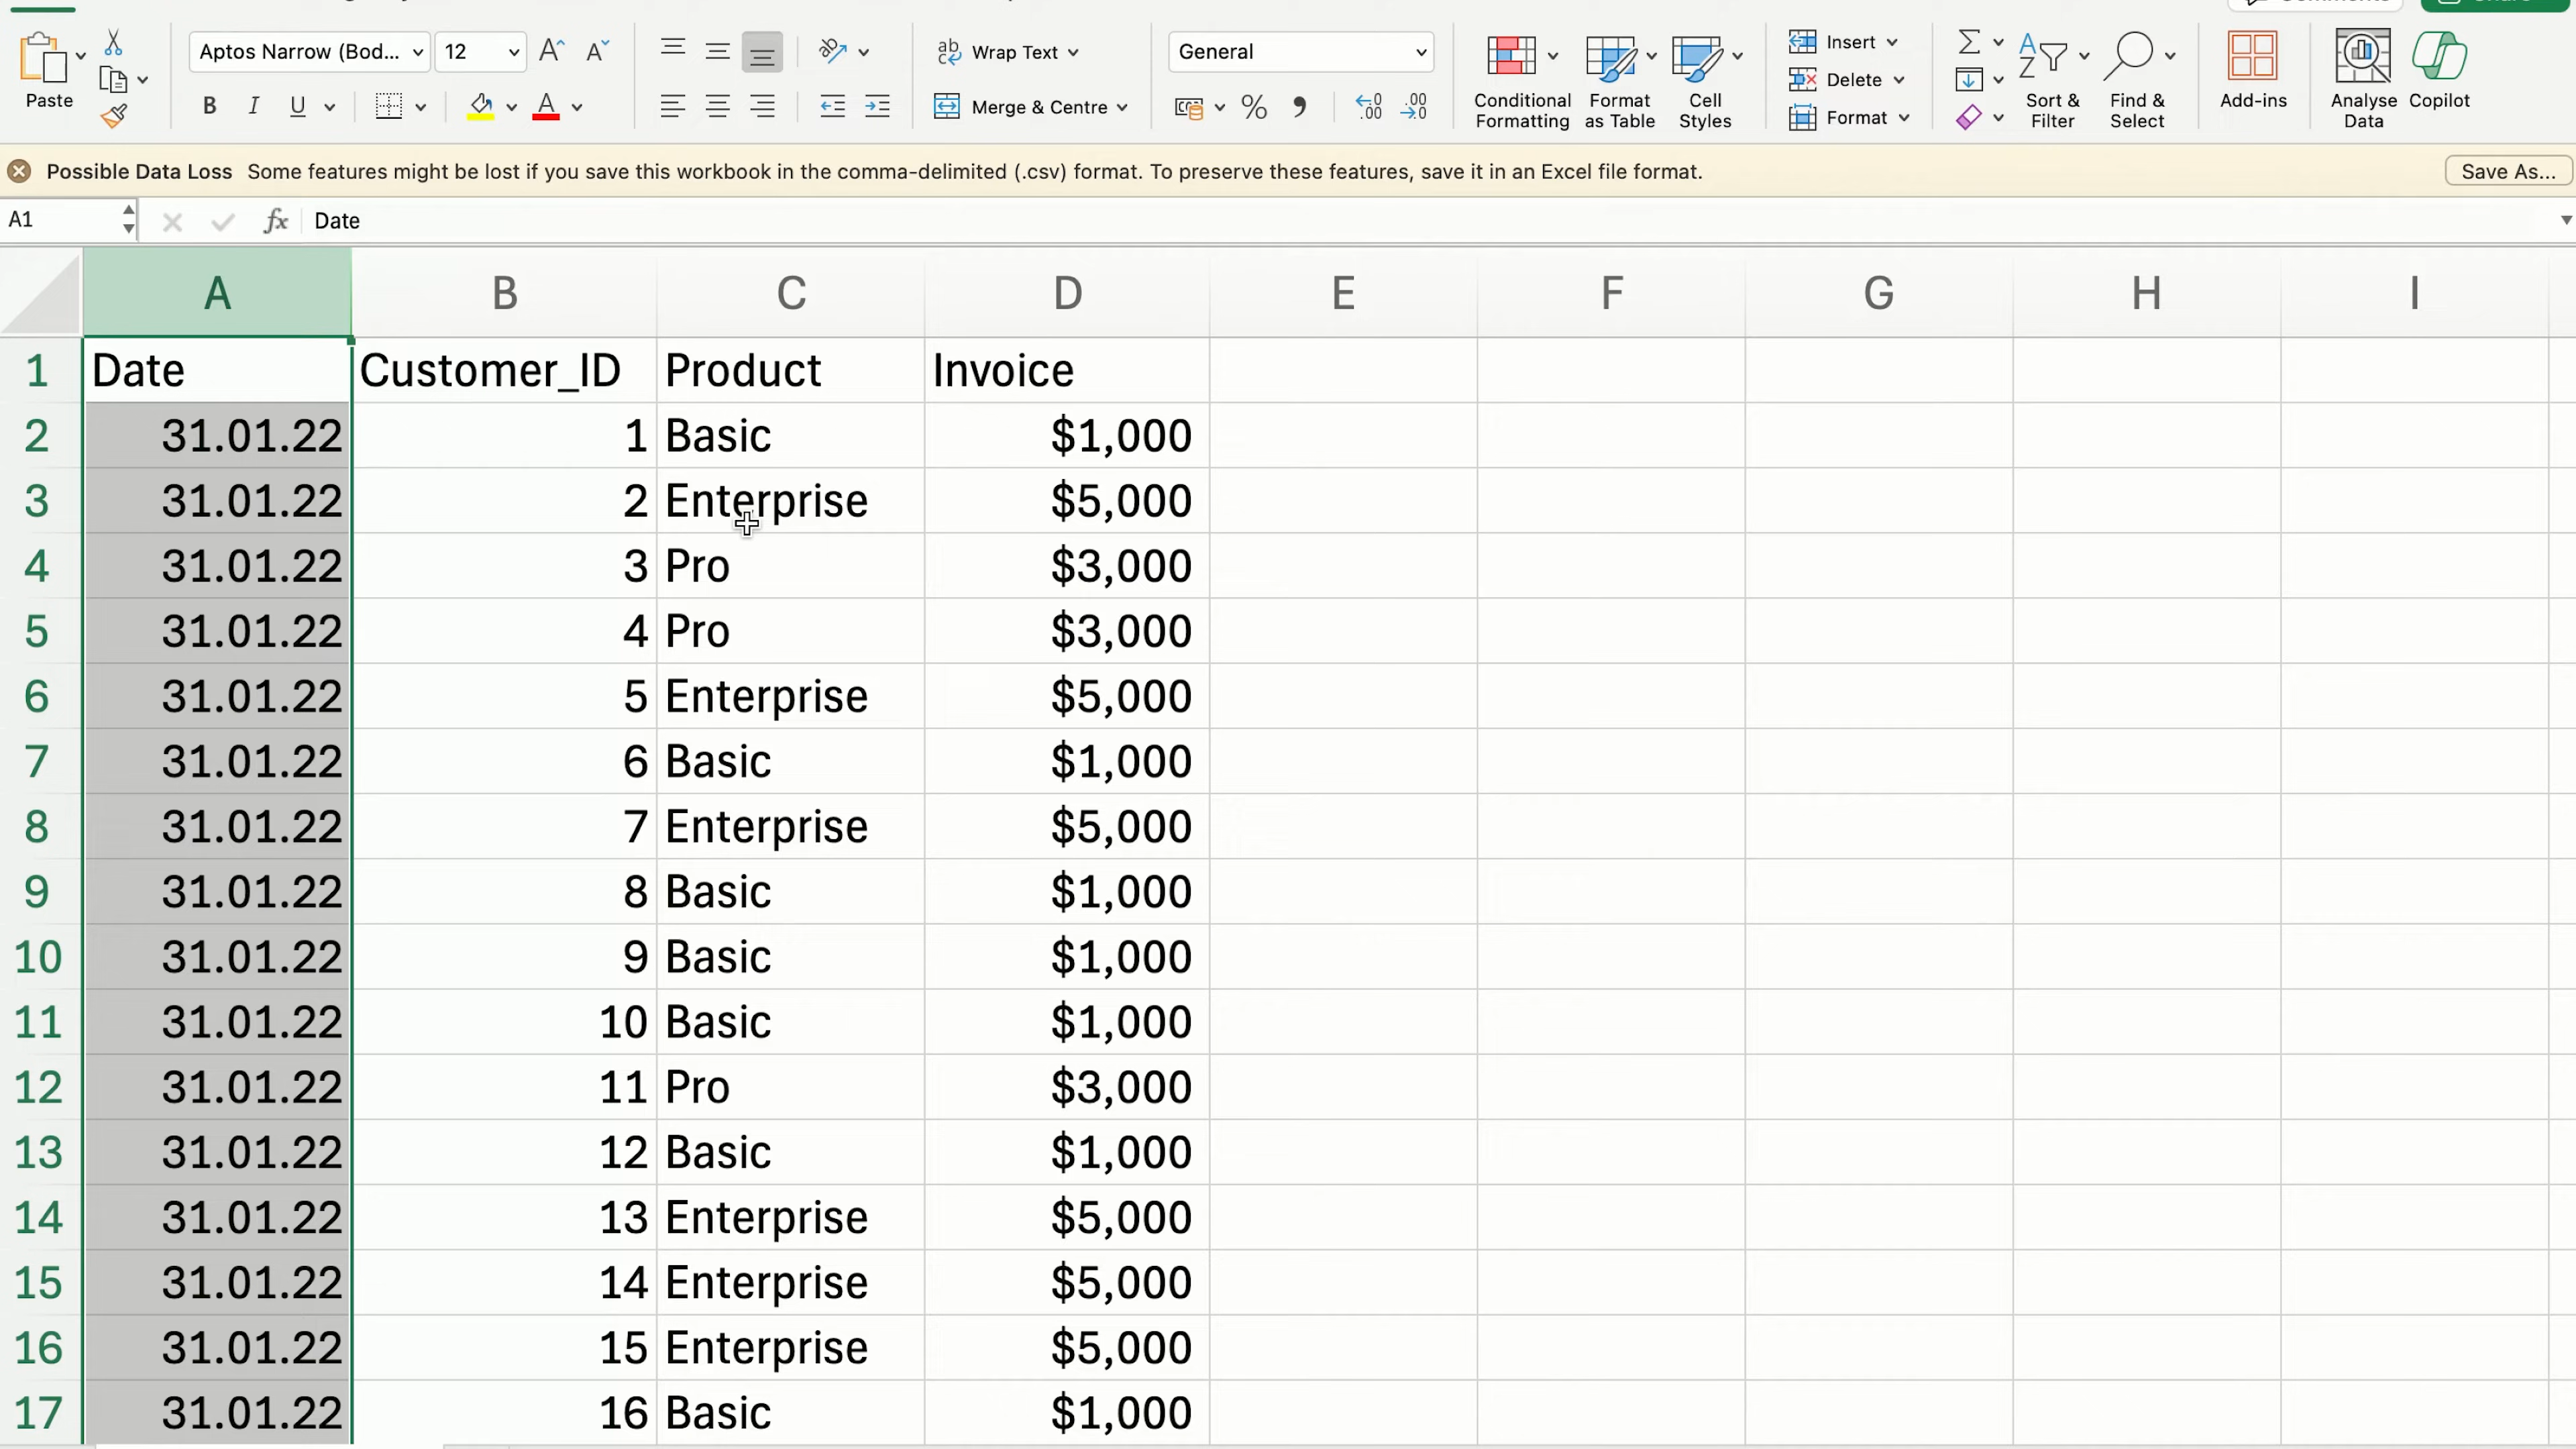 Aptos Narrow (Bod... 12
Wrap Text
General
Insert
Delete
Format
Paste
B I U
Merge & Centre
Conditional Formatting
Format as Table
Cell Styles
Sort & Filter
Find & Select
Add-ins
Analyse Data
Copilot
Possible Data Loss Some features might be lost if you save this workbook in the comma-delimited (.csv) format. To preserve these features, save it in an Excel file format. Save As...
A1 fx Date
A B C D E F G H I
1 Date Customer_ID Product Invoice
2 31.01.22 1 Basic $1,000
3 31.01.22 2 Enterprise $5,000
4 31.01.22 3 Pro $3,000
5 31.01.22 4 Pro $3,000
6 31.01.22 5 Enterprise $5,000
7 31.01.22 6 Basic $1,000
8 31.01.22 7 Enterprise $5,000
9 31.01.22 8 Basic $1,000
10 31.01.22 9 Basic $1,000
11 31.01.22 10 Basic $1,000
12 31.01.22 11 Pro $3,000
13 31.01.22 12 Basic $1,000
14 31.01.22 13 Enterprise $5,000
15 31.01.22 14 Enterprise $5,000
16 31.01.22 15 Enterprise $5,000
17 31.01.22 16 Basic $1,000